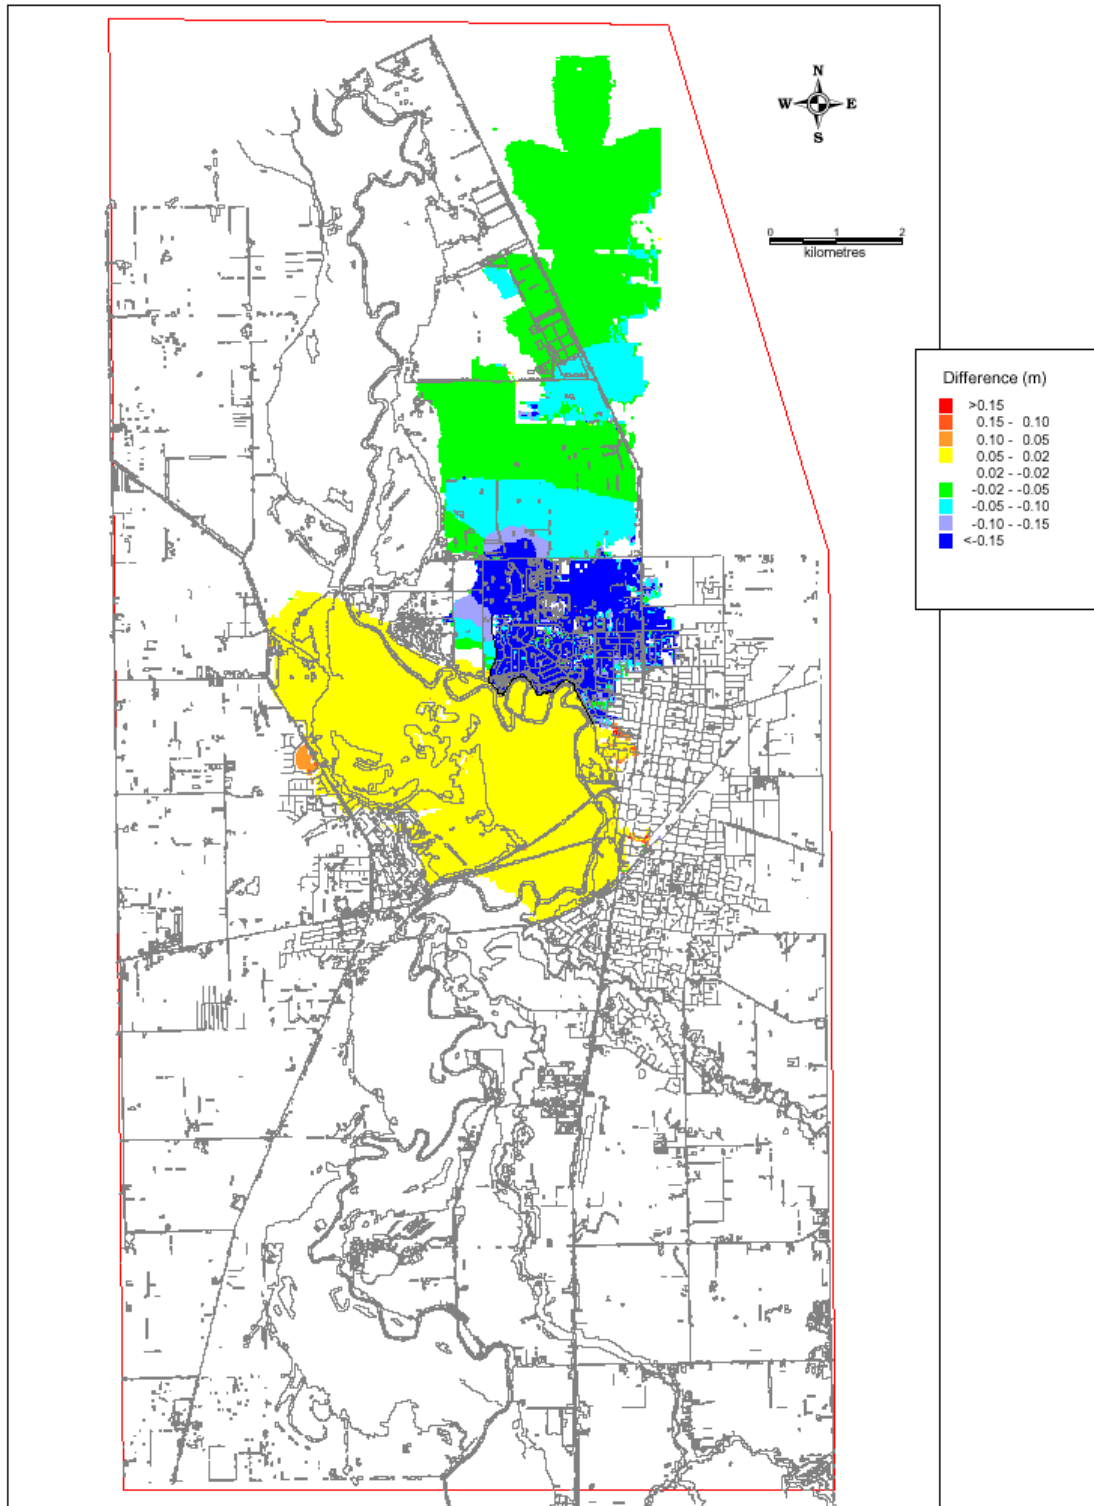 N
W E
S
0 1 2
kilometres
Difference (m)
>0.15
0.15 - 0.10
0.10 - 0.05
0.05 - 0.02
0.02 - -0.02
-0.02 - -0.05
-0.05 - -0.10
-0.10 - -0.15
<-0.15